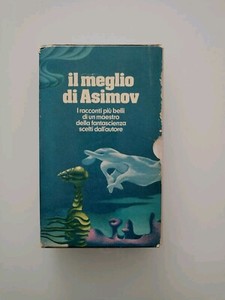 il meglio
di Asimov
I racconti più belli
di un maestro
della fantascienza
scelti dall'autore